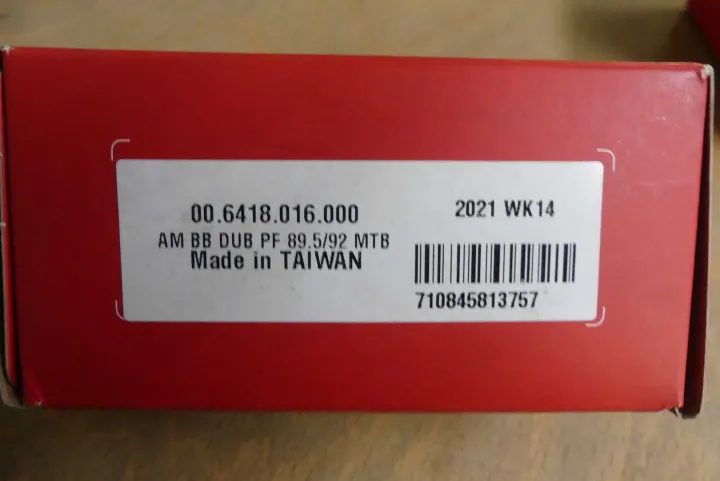 00.6418.016.000
2021 WK14
AM BB DUB PF 89.5/92 MTB
Made in TAIWAN
710845813757